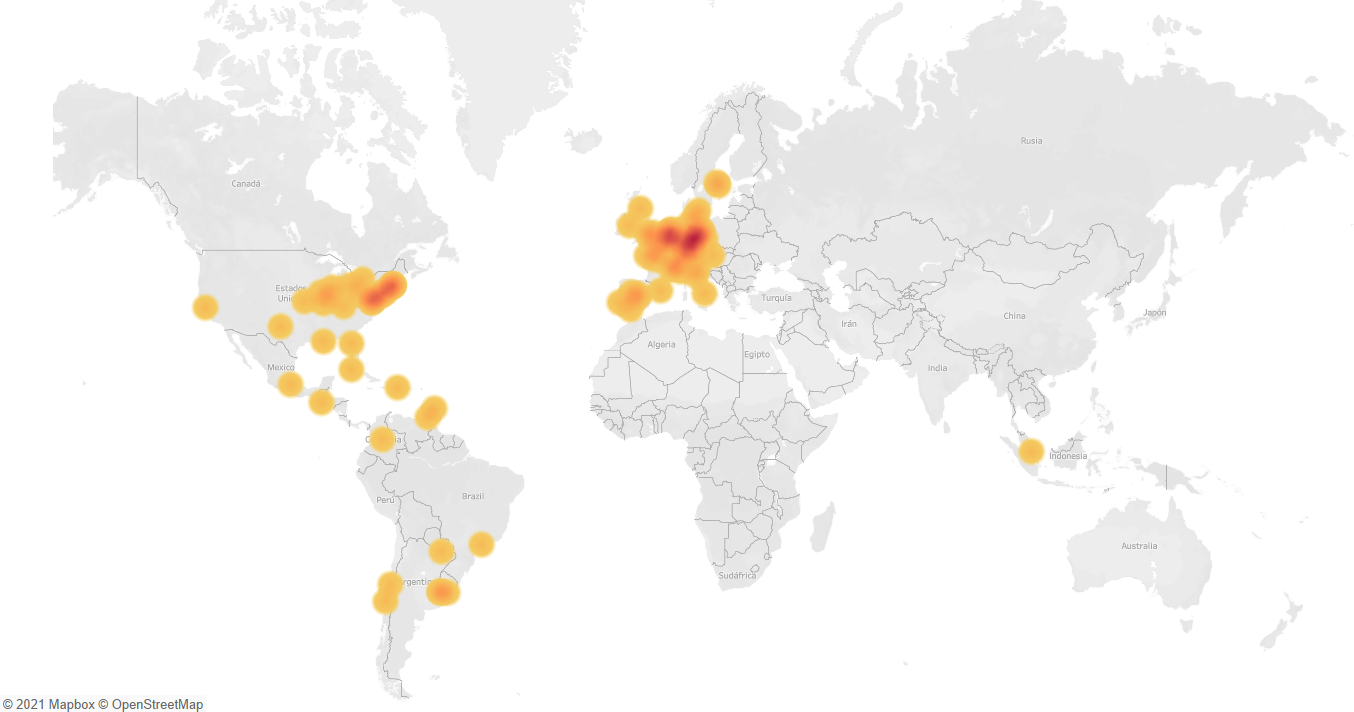 Rusia
Canadá
Estados
Unidos
Turquía
China
Japón
Irán
Argelia
Egipto
México
India
Colombia
Indonesia
Perú
Brazil
Australia
Sudáfrica
Argentina
© 2021 Mapbox © OpenStreetMap